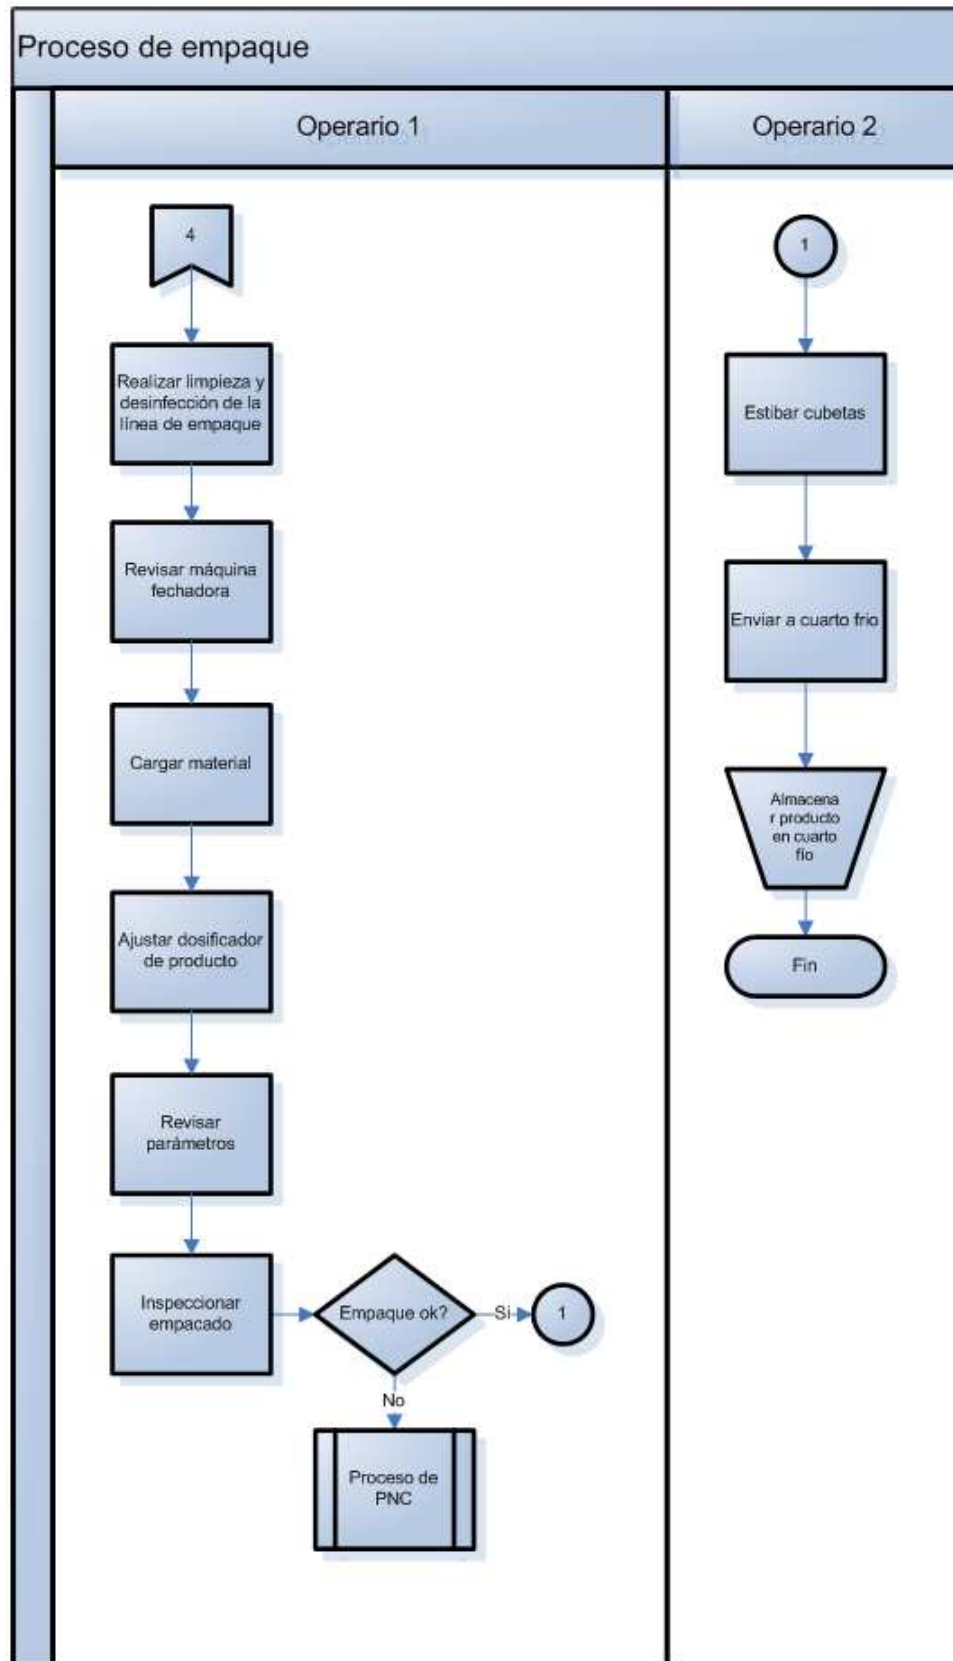 Proceso de empaque
Operario 1
Operario 2
4
Realizar limpieza y
desinfección de la
línea de empaque
Revisar máquina
fechadora
Cargar material
Ajustar dosificador
de producto
Revisar
parámetros
Inspeccionar
empacado
Empaque ok?
Si
1
No
Proceso de
PNC
1
Estibar cubetas
Enviar a cuarto frio
Almacena
r producto
en cuarto
fío
Fin